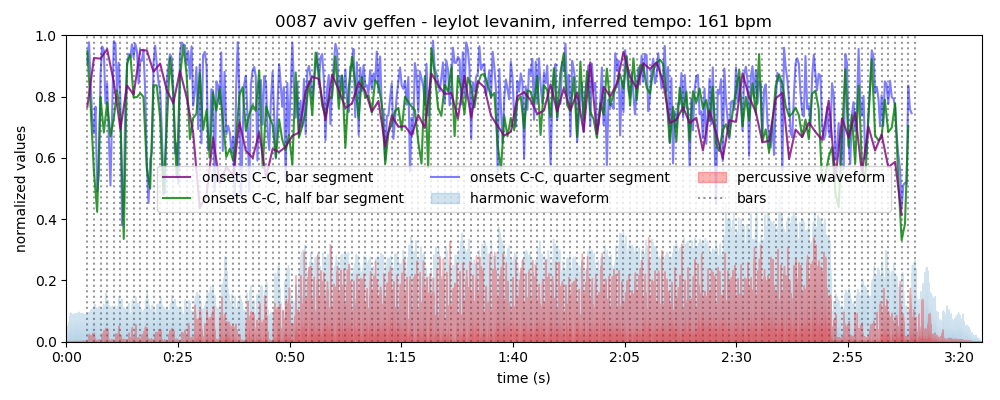 0087 aviv geffen - leylot levanim, inferred tempo: 161 bpm
normalized values
1.0
0.8
0.6
0.4
0.2
0.0
onsets C-C, bar segment
onsets C-C, half bar segment
onsets C-C, quarter segment
harmonic waveform
percussive waveform
bars
0:00 0:25 0:50 1:15 1:40 2:05 2:30 2:55 3:20
time (s)